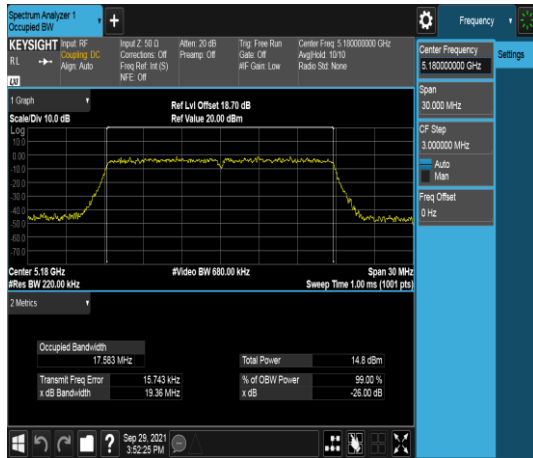 Spectrum Analyzer 1
Occupied BW
Frequency
KEYSIGHT
RL
LXI
Input: RF
Coupling: DC
Align: Auto
Input Z: 50 Ω
Corrections: Off
Freq Ref: Int (S)
NFE: Off
Atten: 20 dB
Preamp: Off
Trig: Free Run
Gate: Off
#IF Gain: Low
Center Freq: 5.180000000 GHz
Avg|Hold: 10/10
Radio Std: None
Center Frequency
5.180000000 GHz
Settings
Span
30.000 MHz
CF Step
3.000000 MHz
Auto
Man
Freq Offset
0 Hz
1 Graph
Scale/Div 10.0 dB
Ref Lvl Offset 18.70 dB
Ref Value 20.00 dBm
Log
10.0
0.00
-10.0
-20.0
-30.0
-40.0
-50.0
-60.0
-70.0
Center 5.18 GHz
#Video BW 680.00 kHz
Span 30 MHz
#Res BW 220.00 kHz
Sweep Time 1.00 ms (1001 pts)
2 Metrics
Occupied Bandwidth
17.583 MHz
Total Power 14.8 dBm
Transmit Freq Error 15.743 kHz
% of OBW Power 99.00 %
x dB Bandwidth 19.36 MHz
x dB -26.00 dB
Sep 29, 2021
3:52:25 PM